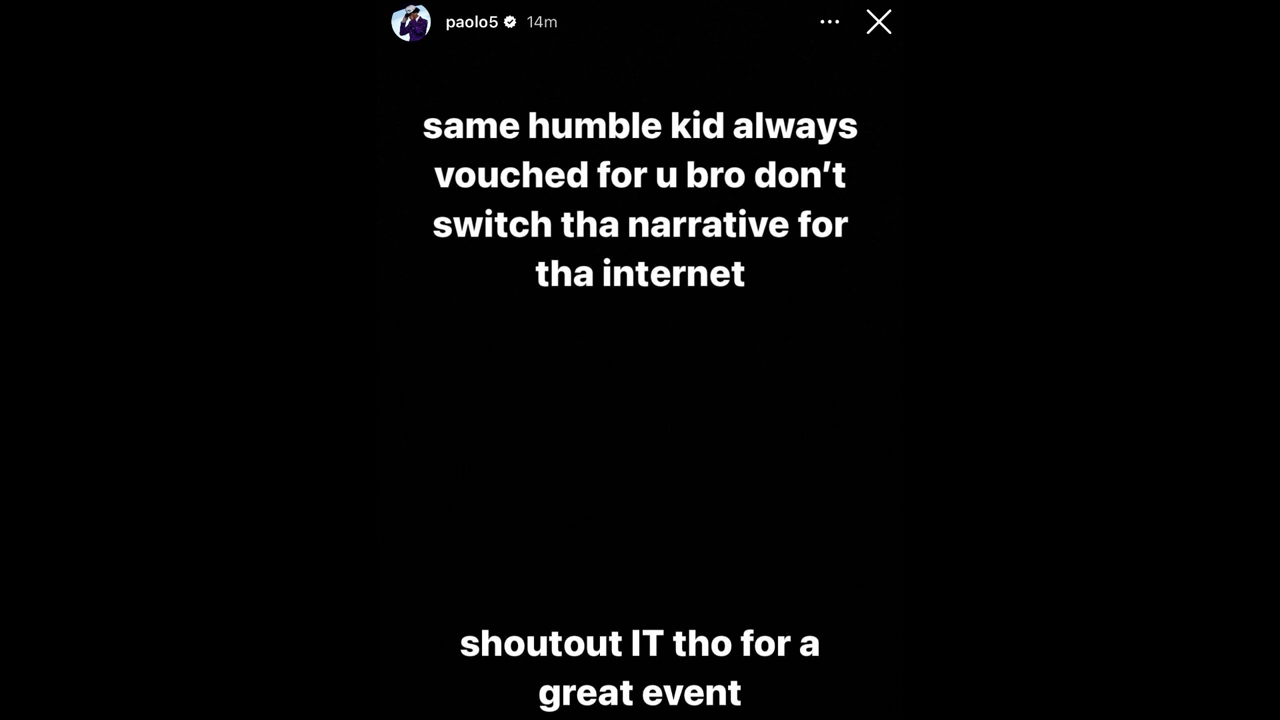 paolo5 14m
same humble kid always
vouched for u bro don’t
switch tha narrative for
tha internet
shoutout IT tho for a
great event